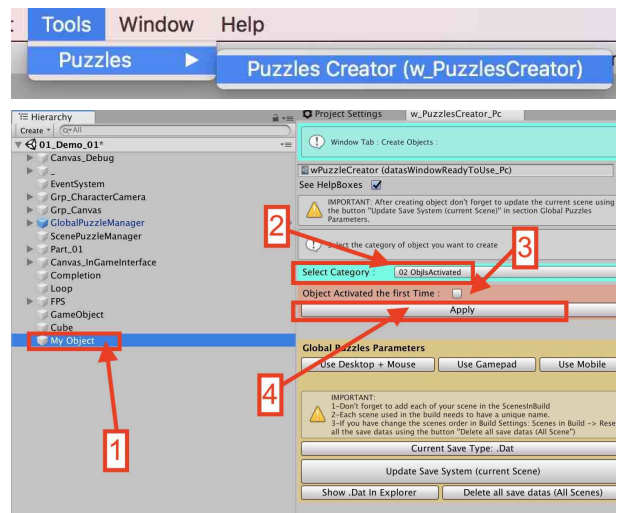 Tools Window Help
Puzzles
Puzzles Creator (w_PuzzlesCreator)
Hierarchy
Create
All
01_Demo_01*
Canvas_Debug
_
EventSystem
Grp_CharacterCamera
Grp_Canvas
GlobalPuzzleManager
ScenePuzzleManager
Part_01
Canvas_InGameInterface
Completion
Loop
FPS
GameObject
Cube
My Object
1
Project Settings w_PuzzlesCreator_Pc
Window Tab : Create Objects :
wPuzzleCreator (datasWindowReadyToUse_Pc)
See HelpBoxes
IMPORTANT: After creating object don't forget to update the current scene using
the button "Update Save System (current Scene)" in section Global Puzzles
Parameters.
2
Select the category of object you want to create
3
Select Category : 02 ObjIsActivated
Object Activated the first Time :
Apply
4
Global Puzzles Parameters
Use Desktop + Mouse Use Gamepad Use Mobile
IMPORTANT:
1-Don't forget to add each of your scene in the ScenesInBuild
2-Each scene used in the build needs to have a unique name.
3-If you have change the scenes order in Build Settings: Scenes in Build -> Rese
all the save datas using the button "Delete all save datas (All Scene")
Current Save Type: .Dat
Update Save System (current Scene)
Show .Dat In Explorer Delete all save datas (All Scenes)